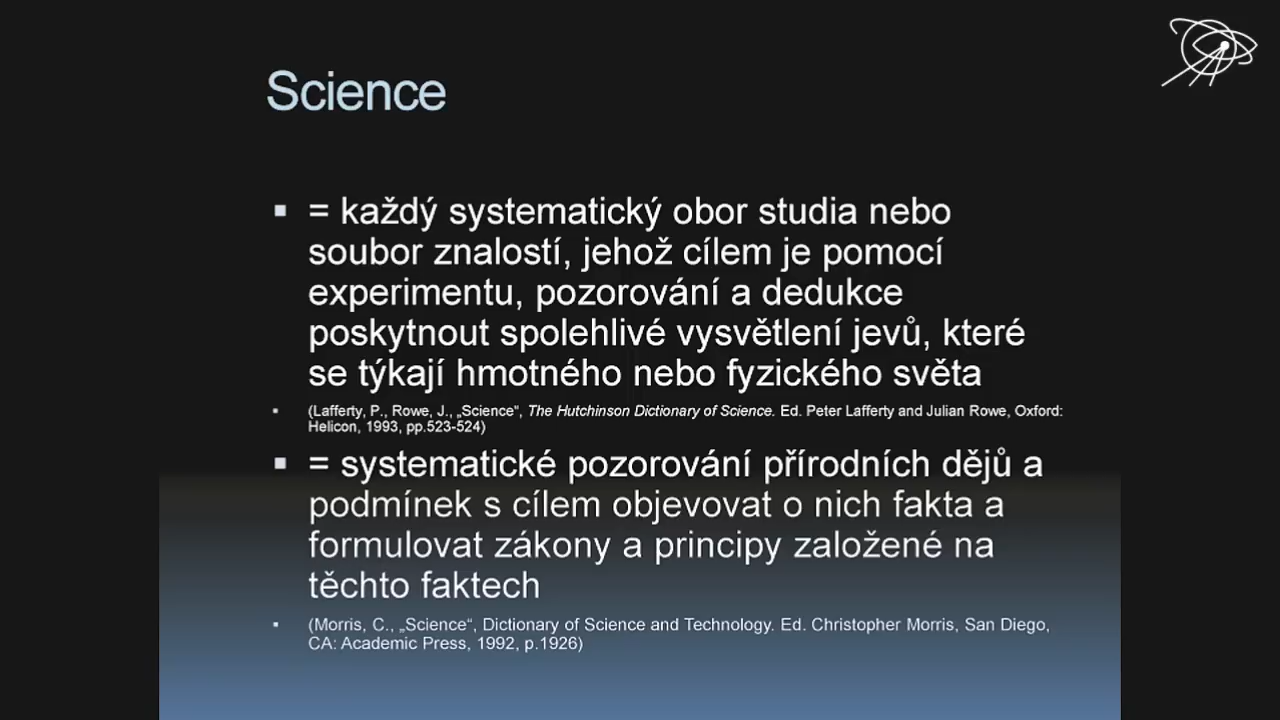 Science
▪ = každý systematický obor studia nebo
soubor znalostí, jehož cílem je pomocí
experimentu, pozorování a dedukce
poskytnout spolehlivé vysvětlení jevů, které
se týkají hmotného nebo fyzického světa
▪ (Lafferty, P., Rowe, J., „Science“, The Hutchinson Dictionary of Science. Ed. Peter Lafferty and Julian Rowe, Oxford:
Helicon, 1993, pp.523-524)
▪ = systematické pozorování přírodních dějů a
podmínek s cílem objevovat o nich fakta a
formulovat zákony a principy založené na
těchto faktech
▪ (Morris, C., „Science“, Dictionary of Science and Technology. Ed. Christopher Morris, San Diego,
CA: Academic Press, 1992, p.1926)